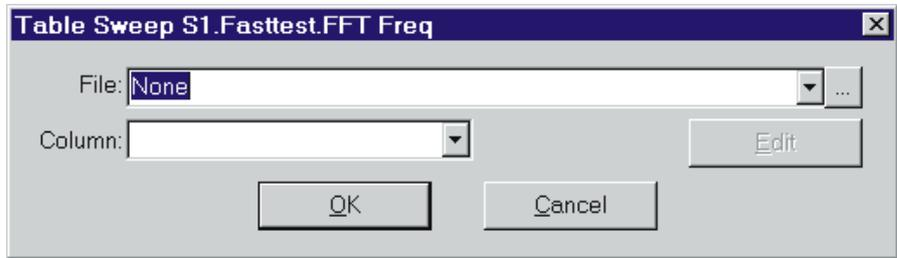 Table Sweep S1.Fasttest.FFT Freq
File: None ...
Column:
Edit
OK Cancel